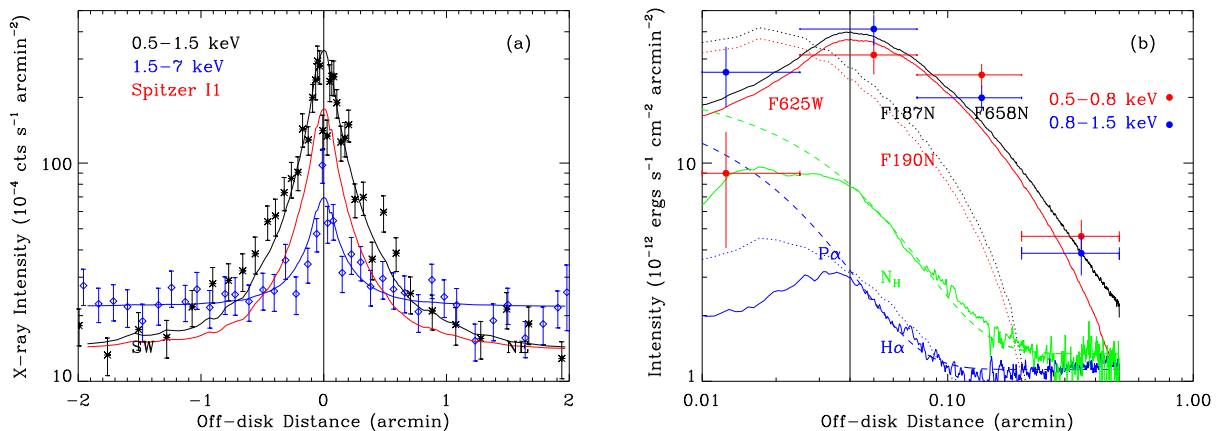 0.5−1.5 keV
1.5−7 keV
Spitzer I1
(a)
SW
NE
X-ray Intensity (10⁻⁴ cts s⁻¹ arcmin⁻²)
100
10
−2
−1
0
1
2
Off-disk Distance (arcmin)
(b)
F625W
F187N
F658N
F190N
0.5−0.8 keV
0.8−1.5 keV
Pα
N_H
Hα
Intensity (10⁻¹² ergs s⁻¹ cm⁻² arcmin⁻²)
10
1
0.01
0.10
1.00
Off-disk Distance (arcmin)